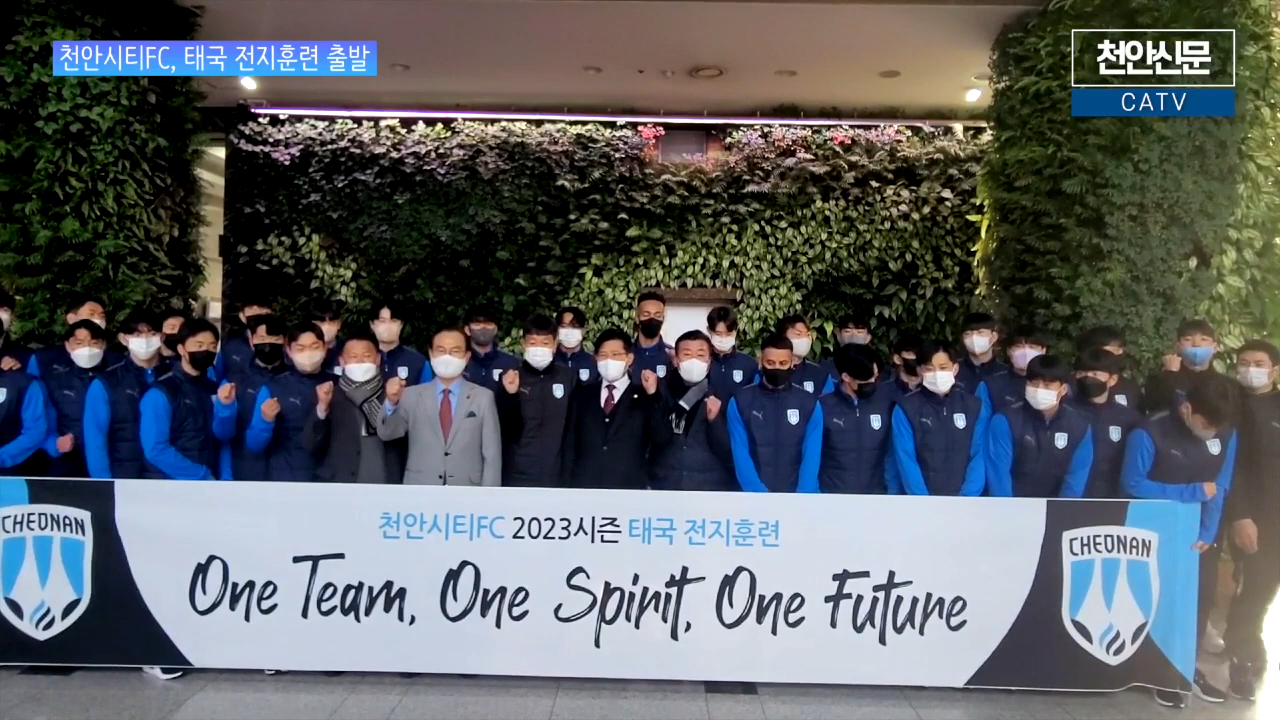 천안시티FC, 태국 전지훈련 출발
천안신문
CATV
천안시티FC 2023시즌 태국 전지훈련
One Team, One Spirit, One Future
CHEONAN
CHEONAN